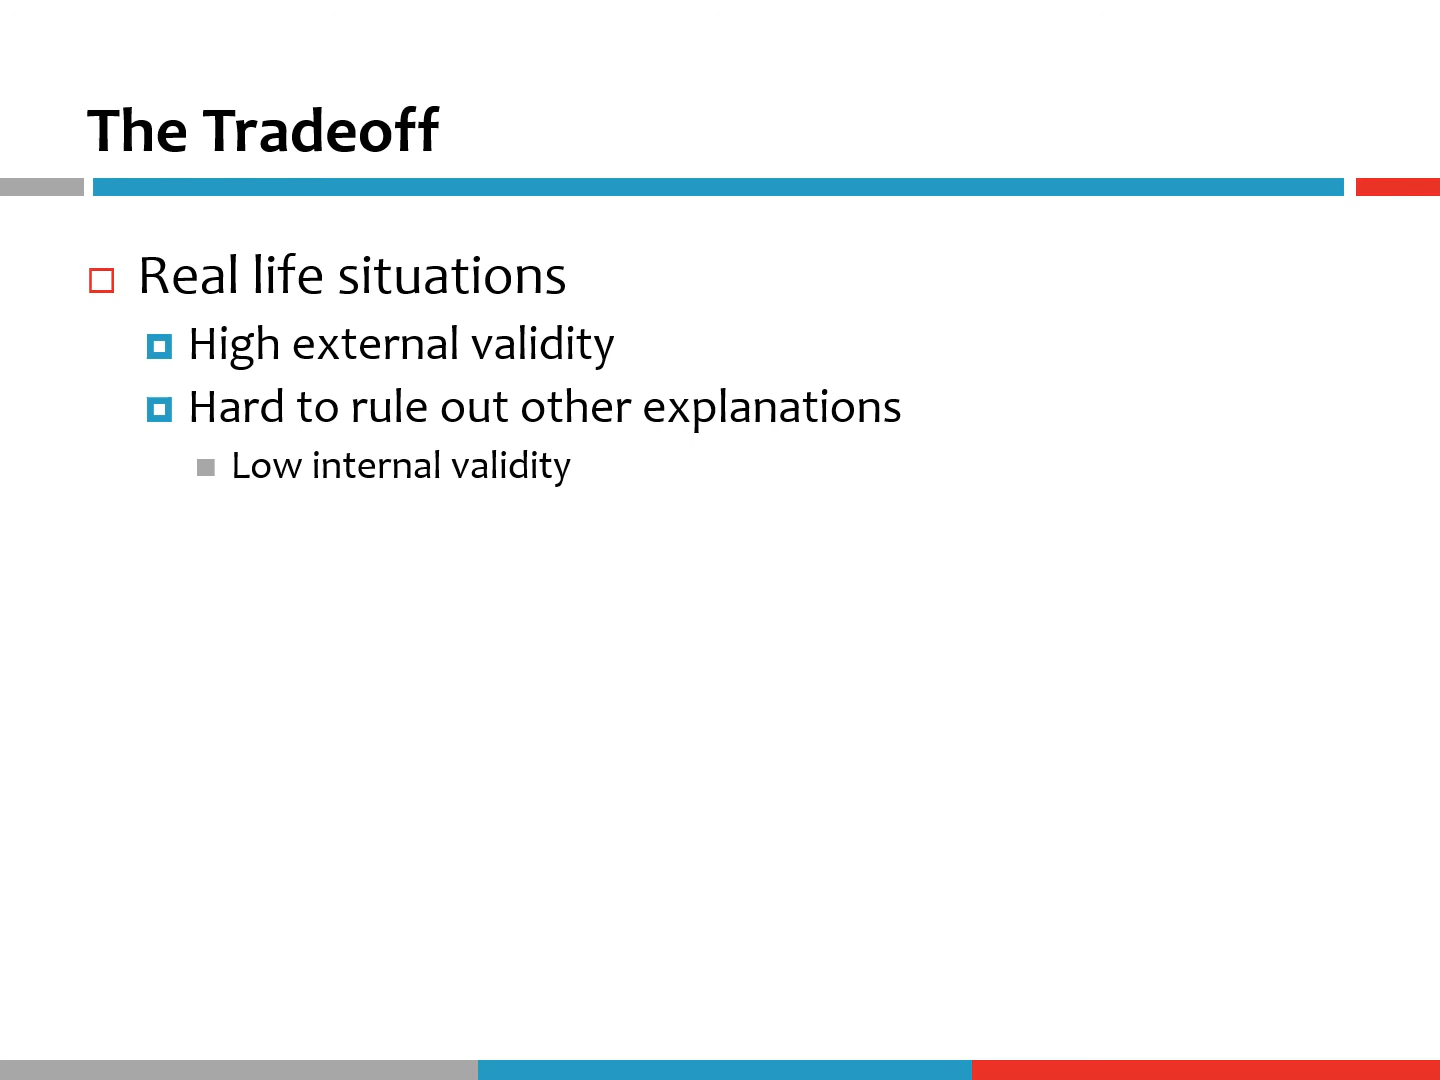 The Tradeoff
Real life situations
High external validity
Hard to rule out other explanations
Low internal validity